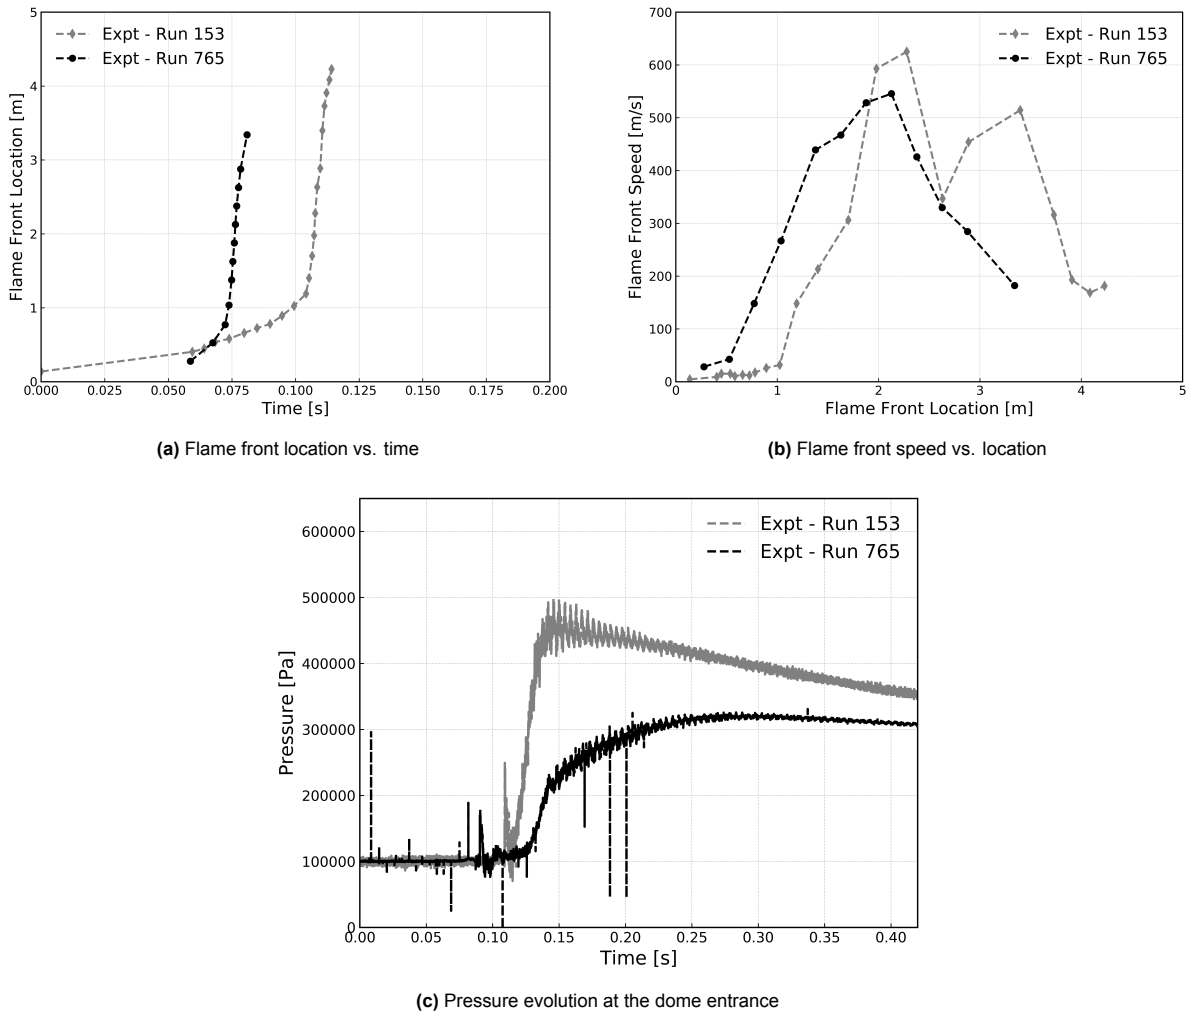 5
4
3
2
1
0
Flame Front Location [m]
Expt - Run 153
Expt - Run 765
0.000 0.025 0.050 0.075 0.100 0.125 0.150 0.175 0.200
Time [s]
(a) Flame front location vs. time
700
600
500
400
300
200
100
0
Flame Front Speed [m/s]
Expt - Run 153
Expt - Run 765
0 1 2 3 4 5
Flame Front Location [m]
(b) Flame front speed vs. location
600000
500000
400000
300000
200000
100000
0
Pressure [Pa]
Expt - Run 153
Expt - Run 765
0.00 0.05 0.10 0.15 0.20 0.25 0.30 0.35 0.40
Time [s]
(c) Pressure evolution at the dome entrance